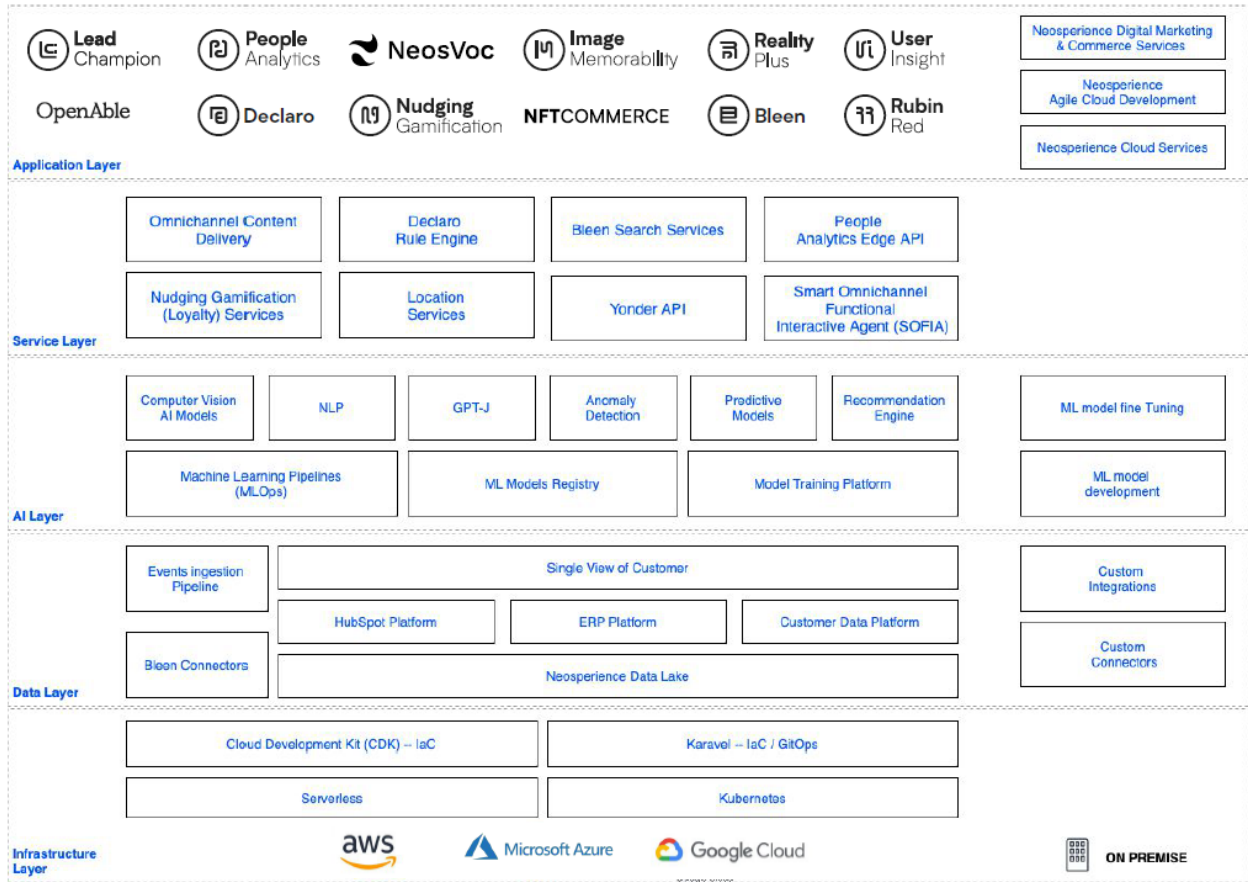 Lead
Champion
People
Analytics
NeosVoc
Image
Memorability
Reality
Plus
User
Insight
OpenAble
Declaro
Nudging
Gamification
NFTCOMMERCE
Bleen
Rubin
Red
Neosperience Digital Marketing
& Commerce Services
Neosperience
Agile Cloud Development
Neosperience Cloud Services
Application Layer
Omnichannel Content
Delivery
Declaro
Rule Engine
Bleen Search Services
People
Analytics Edge API
Nudging Gamification
(Loyalty) Services
Location
Services
Yonder API
Smart Omnichannel
Functional
Interactive Agent (SOFIA)
Service Layer
Computer Vision
AI Models
NLP
GPT-J
Anomaly
Detection
Predictive
Models
Recommendation
Engine
ML model fine Tuning
Machine Learning Pipelines
(MLOps)
ML Models Registry
Model Training Platform
ML model
development
AI Layer
Events ingestion
Pipeline
Single View of Customer
Custom
Integrations
HubSpot Platform
ERP Platform
Customer Data Platform
Bleen Connectors
Neosperience Data Lake
Custom
Connectors
Data Layer
Cloud Development Kit (CDK) – IaC
Karavel – IaC / GitOps
Serverless
Kubernetes
aws
Microsoft Azure
Google Cloud
ON PREMISE
Infrastructure
Layer